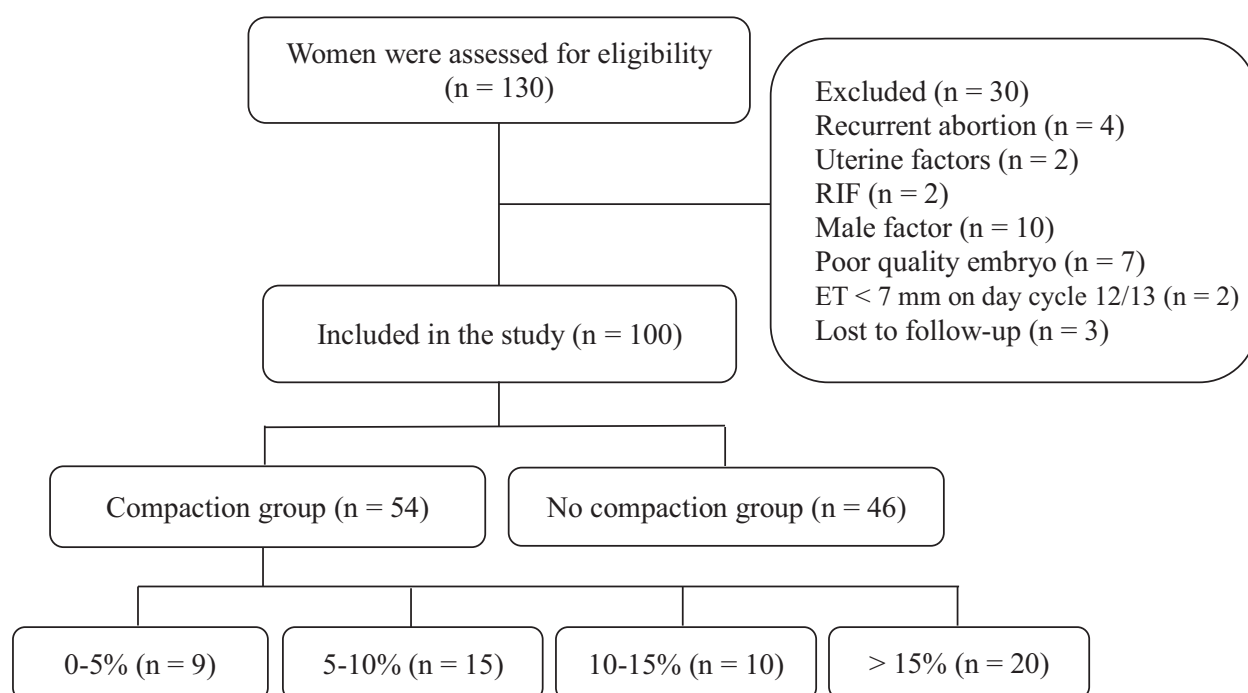 Women were assessed for eligibility
(n = 130)
Excluded (n = 30)
Recurrent abortion (n = 4)
Uterine factors (n = 2)
RIF (n = 2)
Male factor (n = 10)
Poor quality embryo (n = 7)
ET < 7 mm on day cycle 12/13 (n = 2)
Lost to follow-up (n = 3)
Included in the study (n = 100)
Compaction group (n = 54)
No compaction group (n = 46)
0-5% (n = 9)
5-10% (n = 15)
10-15% (n = 10)
> 15% (n = 20)